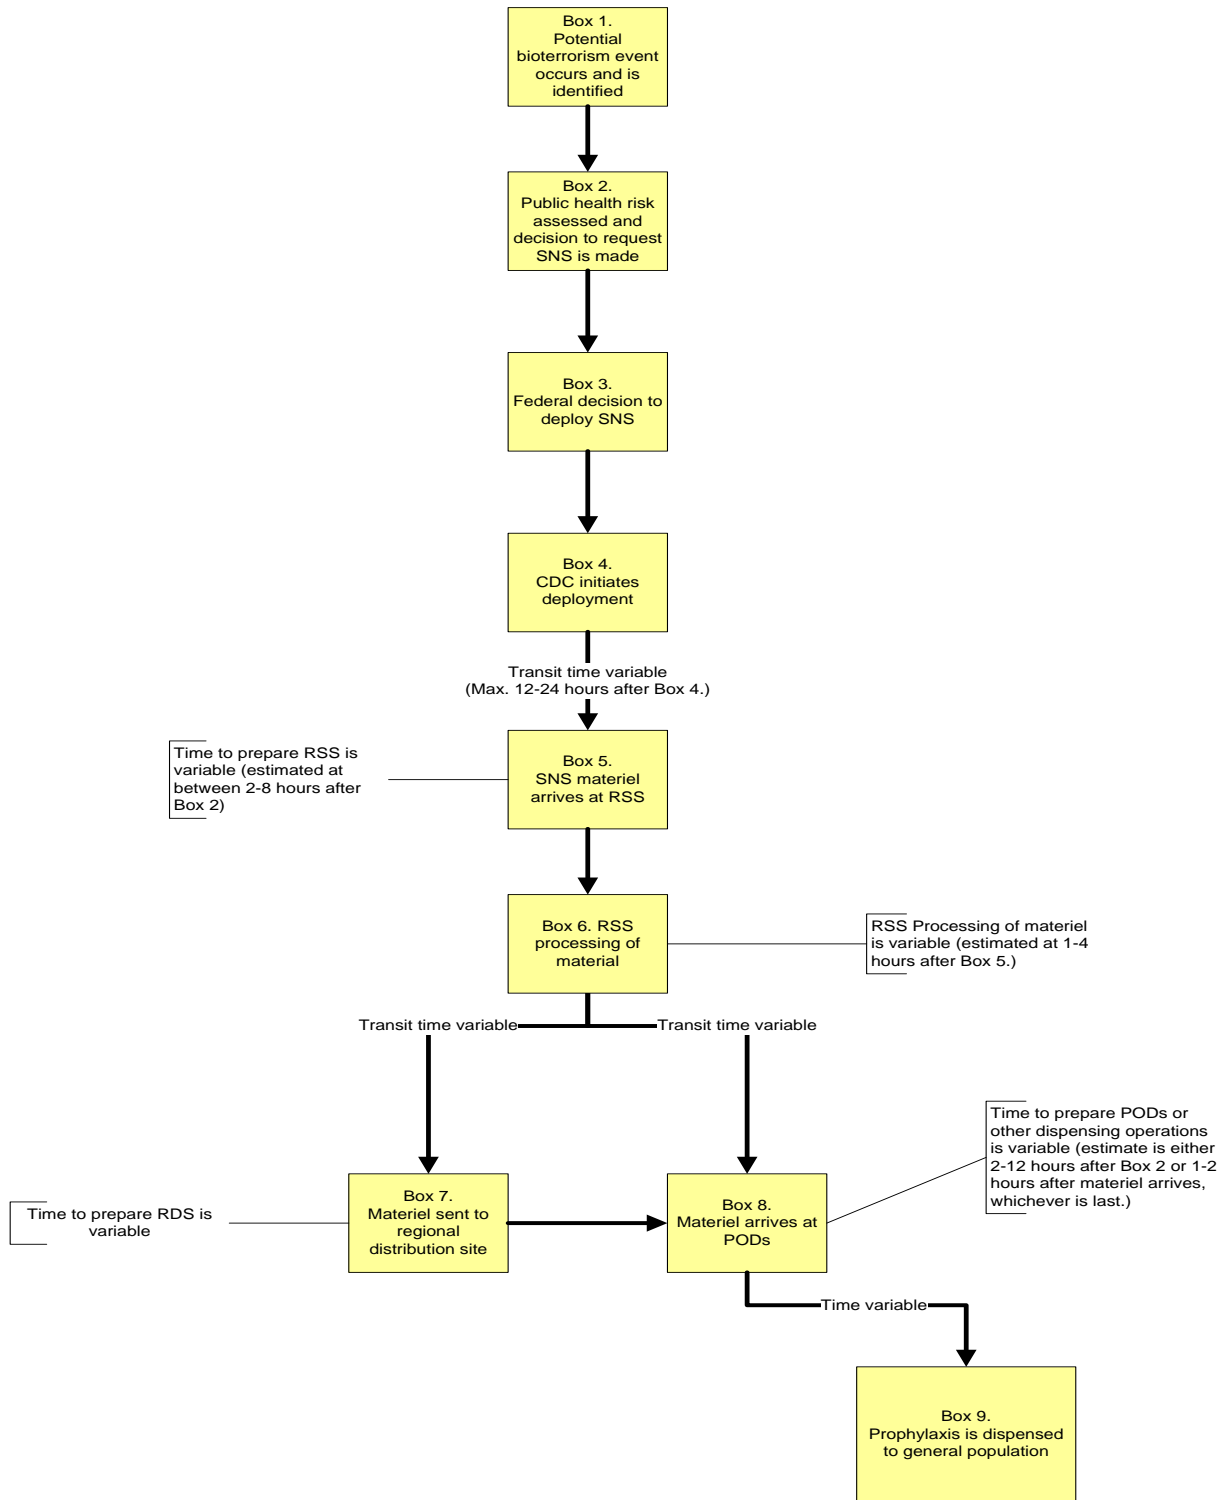 Box 1.
Potential
bioterrorism event
occurs and is
identified
Box 2.
Public health risk
assessed and
decision to request
SNS is made
Box 3.
Federal decision to
deploy SNS
Box 4.
CDC initiates
deployment
Transit time variable
(Max. 12-24 hours after Box 4.)
Time to prepare RSS is
variable (estimated at
between 2-8 hours after
Box 2)
Box 5.
SNS materiel
arrives at RSS
Box 6. RSS
processing of
material
RSS Processing of materiel
is variable (estimated at 1-4
hours after Box 5.)
Transit time variable
Transit time variable
Time to prepare PODs or
other dispensing operations
is variable (estimate is either
2-12 hours after Box 2 or 1-2
hours after materiel arrives,
whichever is last.)
Time to prepare RDS is
variable
Box 7.
Materiel sent to
regional
distribution site
Box 8.
Materiel arrives at
PODs
Time variable
Box 9.
Prophylaxis is dispensed
to general population